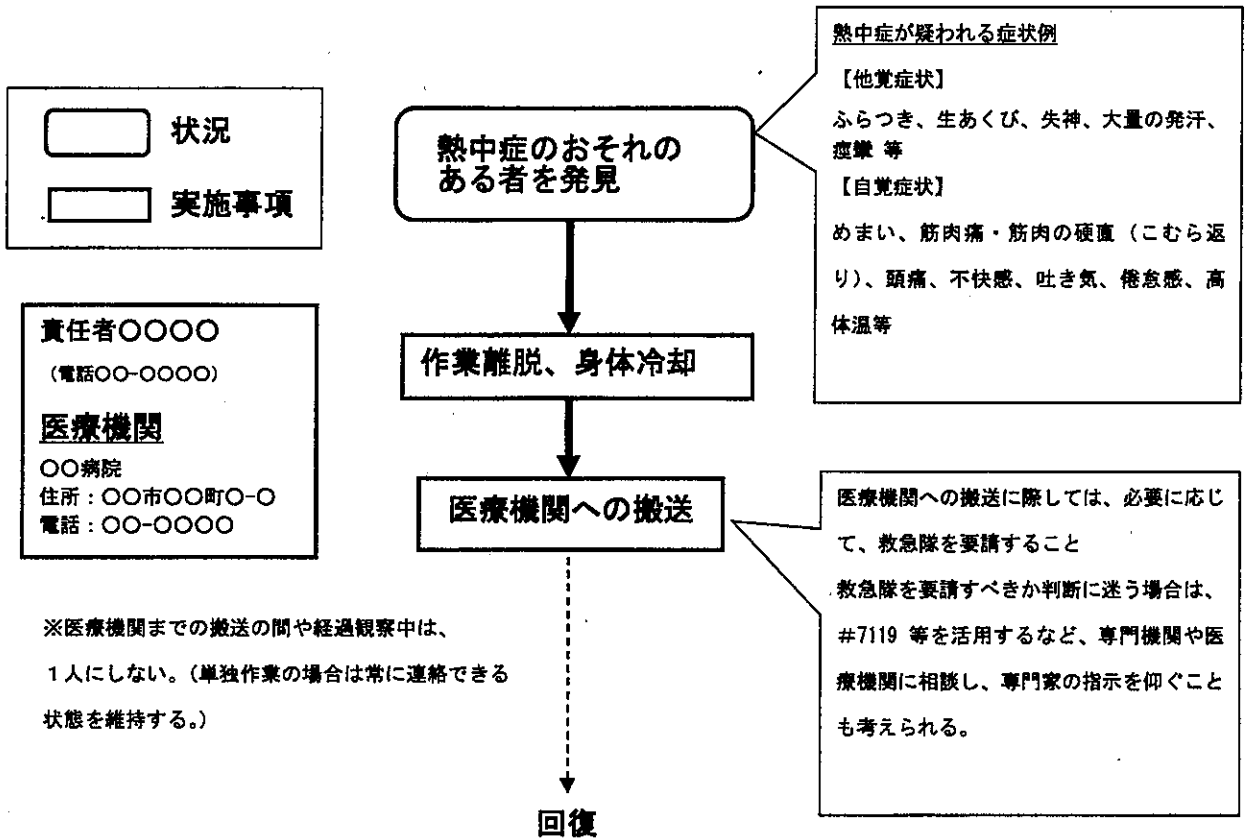 状況
実施事項
責任者〇〇〇〇
（電話〇〇-〇〇〇〇）
医療機関
〇〇病院
住所：〇〇市〇〇町〇-〇
電話：〇〇-〇〇〇〇
熱中症のおそれの
ある者を発見
熱中症が疑われる症状例
【他覚症状】
ふらつき、生あくび、失神、大量の発汗、
痙攣 等
【自覚症状】
めまい、筋肉痛・筋肉の硬直（こむら返
り）、頭痛、不快感、吐き気、倦怠感、高
体温等
作業離脱、身体冷却
医療機関への搬送
医療機関への搬送に際しては、必要に応じ
て、救急隊を要請すること
救急隊を要請すべきか判断に迷う場合は、
＃7119 等を活用するなど、専門機関や医
療機関に相談し、専門家の指示を仰ぐこと
も考えられる。
※医療機関までの搬送の間や経過観察中は、
１人にしない。（単独作業の場合は常に連絡できる
状態を維持する。）
回復